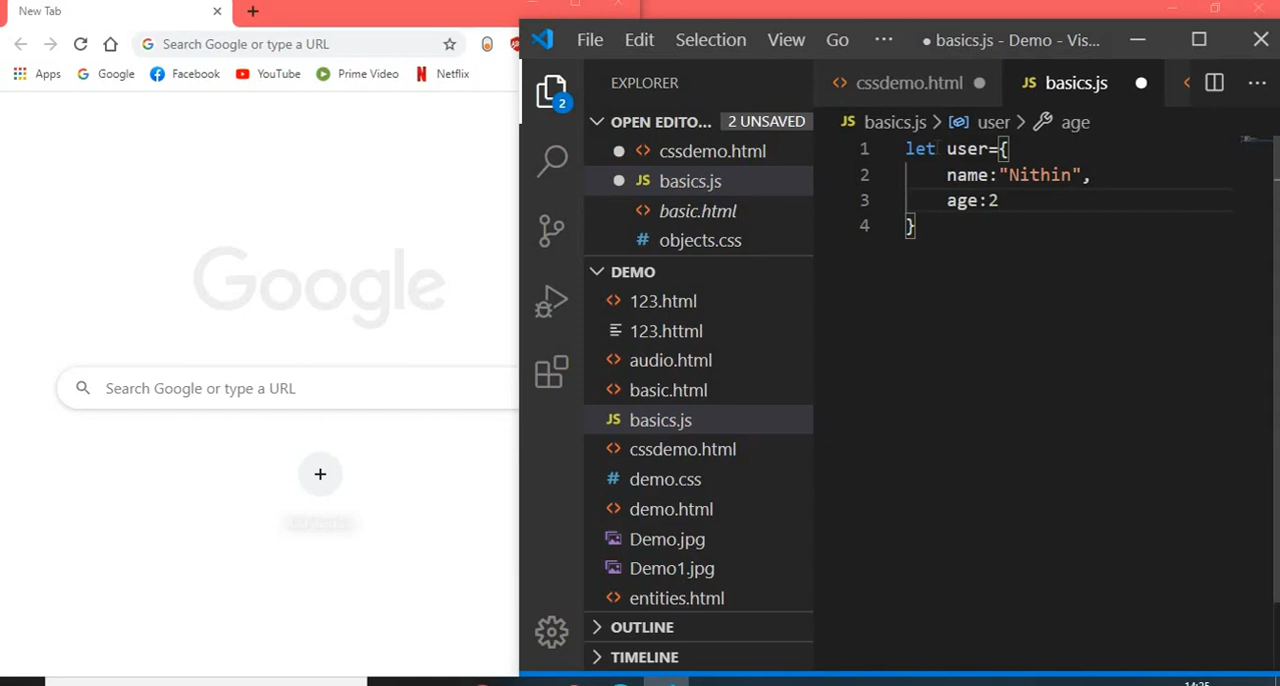 New Tab
Search Google or type a URL
Apps
Google
Facebook
YouTube
Prime Video
Netflix
Google
Search Google or type a URL
File Edit Selection View Go ··· ● basics.js - Demo - Vis...
EXPLORER
OPEN EDITO... 2 UNSAVED
cssdemo.html
basics.js
basic.html
objects.css
DEMO
123.html
123.httml
audio.html
basic.html
basics.js
cssdemo.html
demo.css
demo.html
Demo.jpg
Demo1.jpg
entities.html
OUTLINE
TIMELINE
2
cssdemo.html
JS basics.js
JS basics.js > user > age
1 let user={
2 name:"Nithin",
3 age:2
4 }